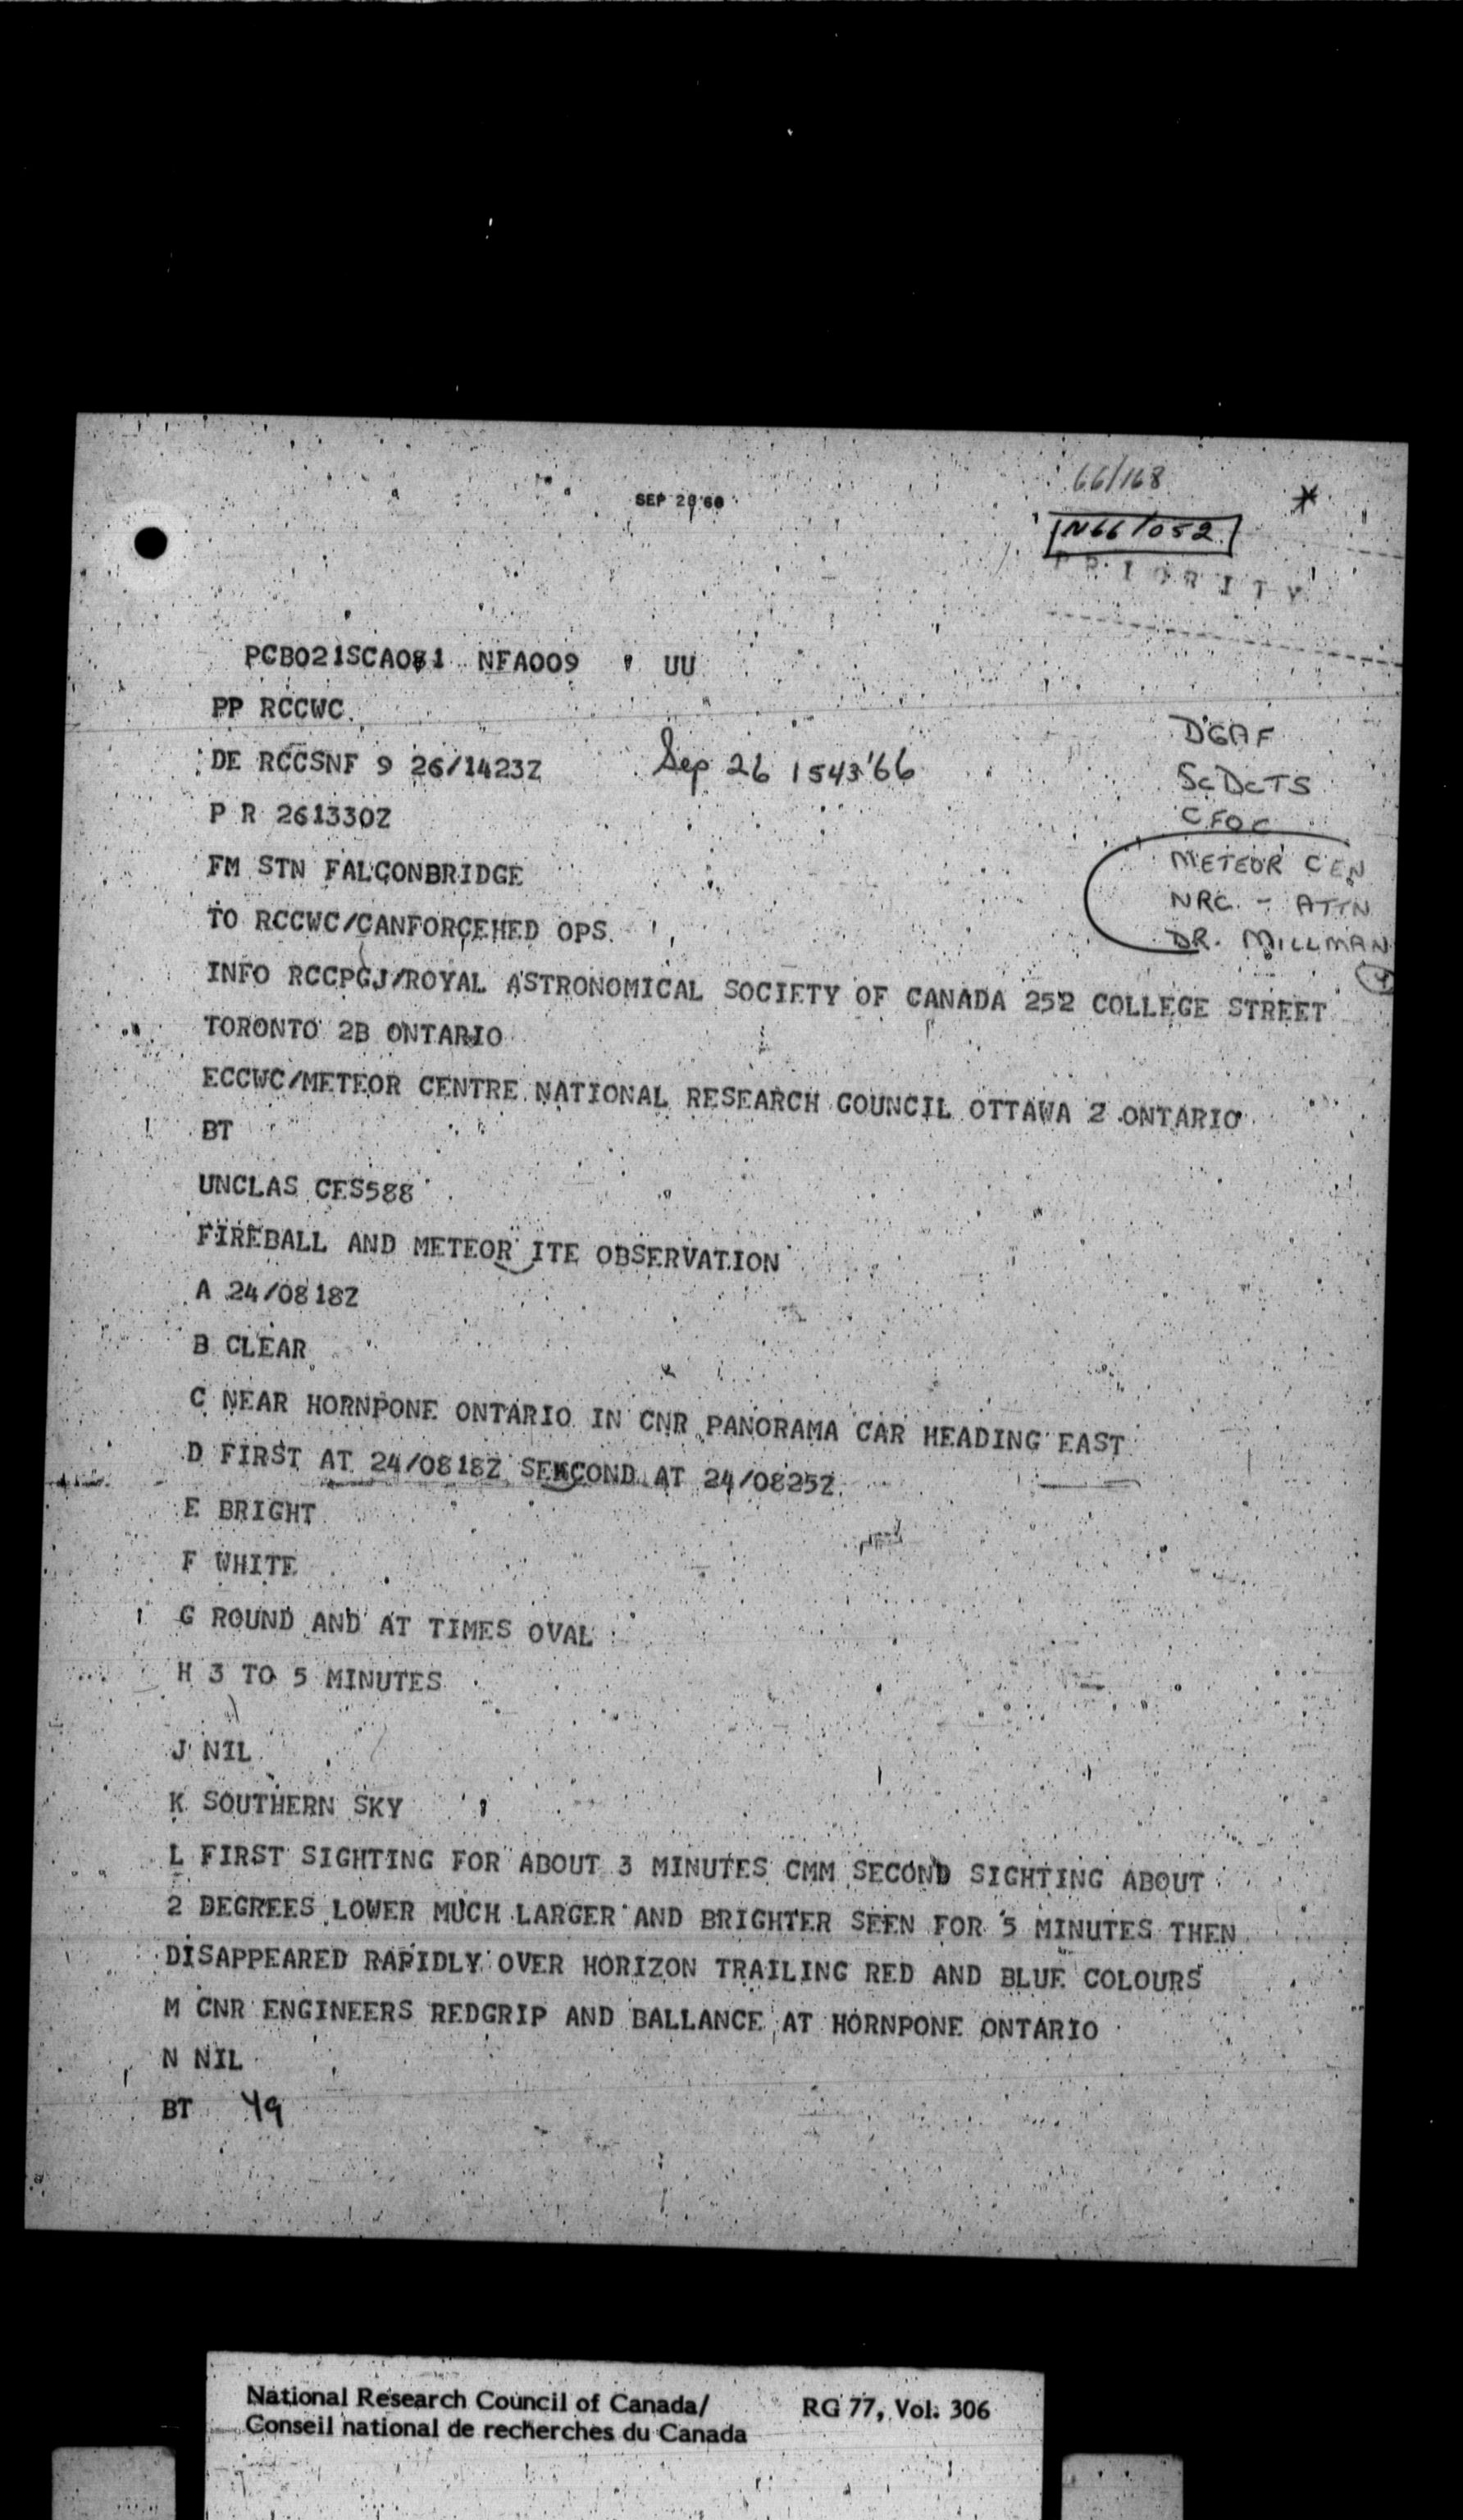 66/168
SEP 28 66
*
N66/052
PRIORITY
PCB021SCA081 NFA009 UU
PP RCCWC
DE RCCSNF 9 26/1423Z
Sep 26 1543'66
P R 261330Z
FM STN FALCONBRIDGE
TO RCCWC/CANFORCEHED OPS
DGAF
ScDcTS
CFOC
METEOR CEN
NRC - ATTN
DR. MILLMAN
INFO RCCPGJ/ROYAL ASTRONOMICAL SOCIETY OF CANADA 252 COLLEGE STREET
TORONTO 2B ONTARIO
ECCWC/METEOR CENTRE NATIONAL RESEARCH COUNCIL OTTAWA 2 ONTARIO
BT
UNCLAS CFS588
FIREBALL AND METEOR ITE OBSERVATION
A 24/0818Z
B CLEAR
C NEAR HORNPONE ONTARIO IN CNR PANORAMA CAR HEADING EAST
D FIRST AT 24/0818Z SEKCOND AT 24/0825Z
E BRIGHT
F WHITE
G ROUND AND AT TIMES OVAL
H 3 TO 5 MINUTES
J NIL
K SOUTHERN SKY
L FIRST SIGHTING FOR ABOUT 3 MINUTES CMM SECOND SIGHTING ABOUT
2 DEGREES LOWER MUCH LARGER AND BRIGHTER SEEN FOR 5 MINUTES THEN
DISAPPEARED RAPIDLY OVER HORIZON TRAILING RED AND BLUE COLOURS
M CNR ENGINEERS REDGRIP AND BALLANCE AT HORNPONE ONTARIO
N NIL
BT 49
National Research Council of Canada/
Conseil national de recherches du Canada
RG 77, Vol. 306